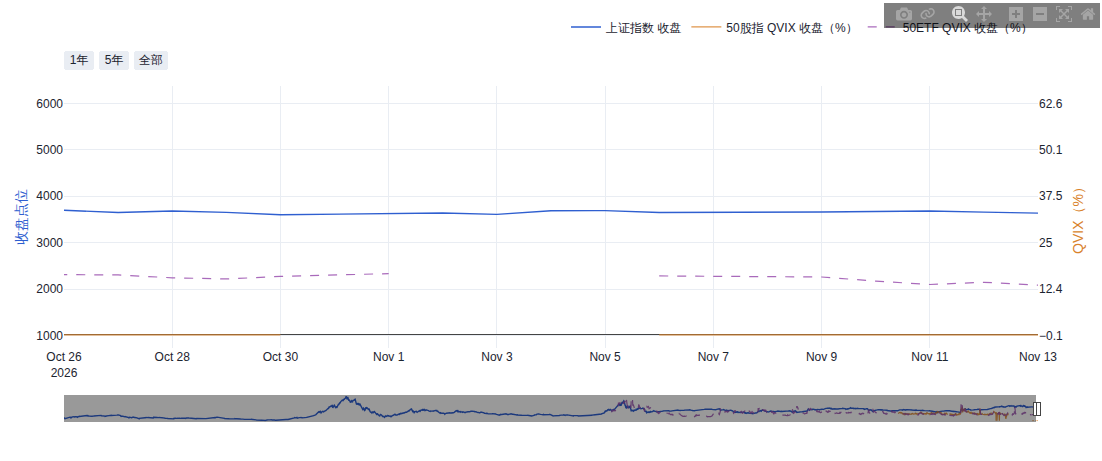 上证指数 收盘 50股指 QVIX 收盘（%） 50ETF QVIX 收盘（%）
1年 5年 全部
6000 62.6
5000 50.1
4000 37.5
收盘点位 QVIX（%）
3000 25
2000 12.4
1000 −0.1
Oct 26 Oct 28 Oct 30 Nov 1 Nov 3 Nov 5 Nov 7 Nov 9 Nov 11 Nov 13
2026